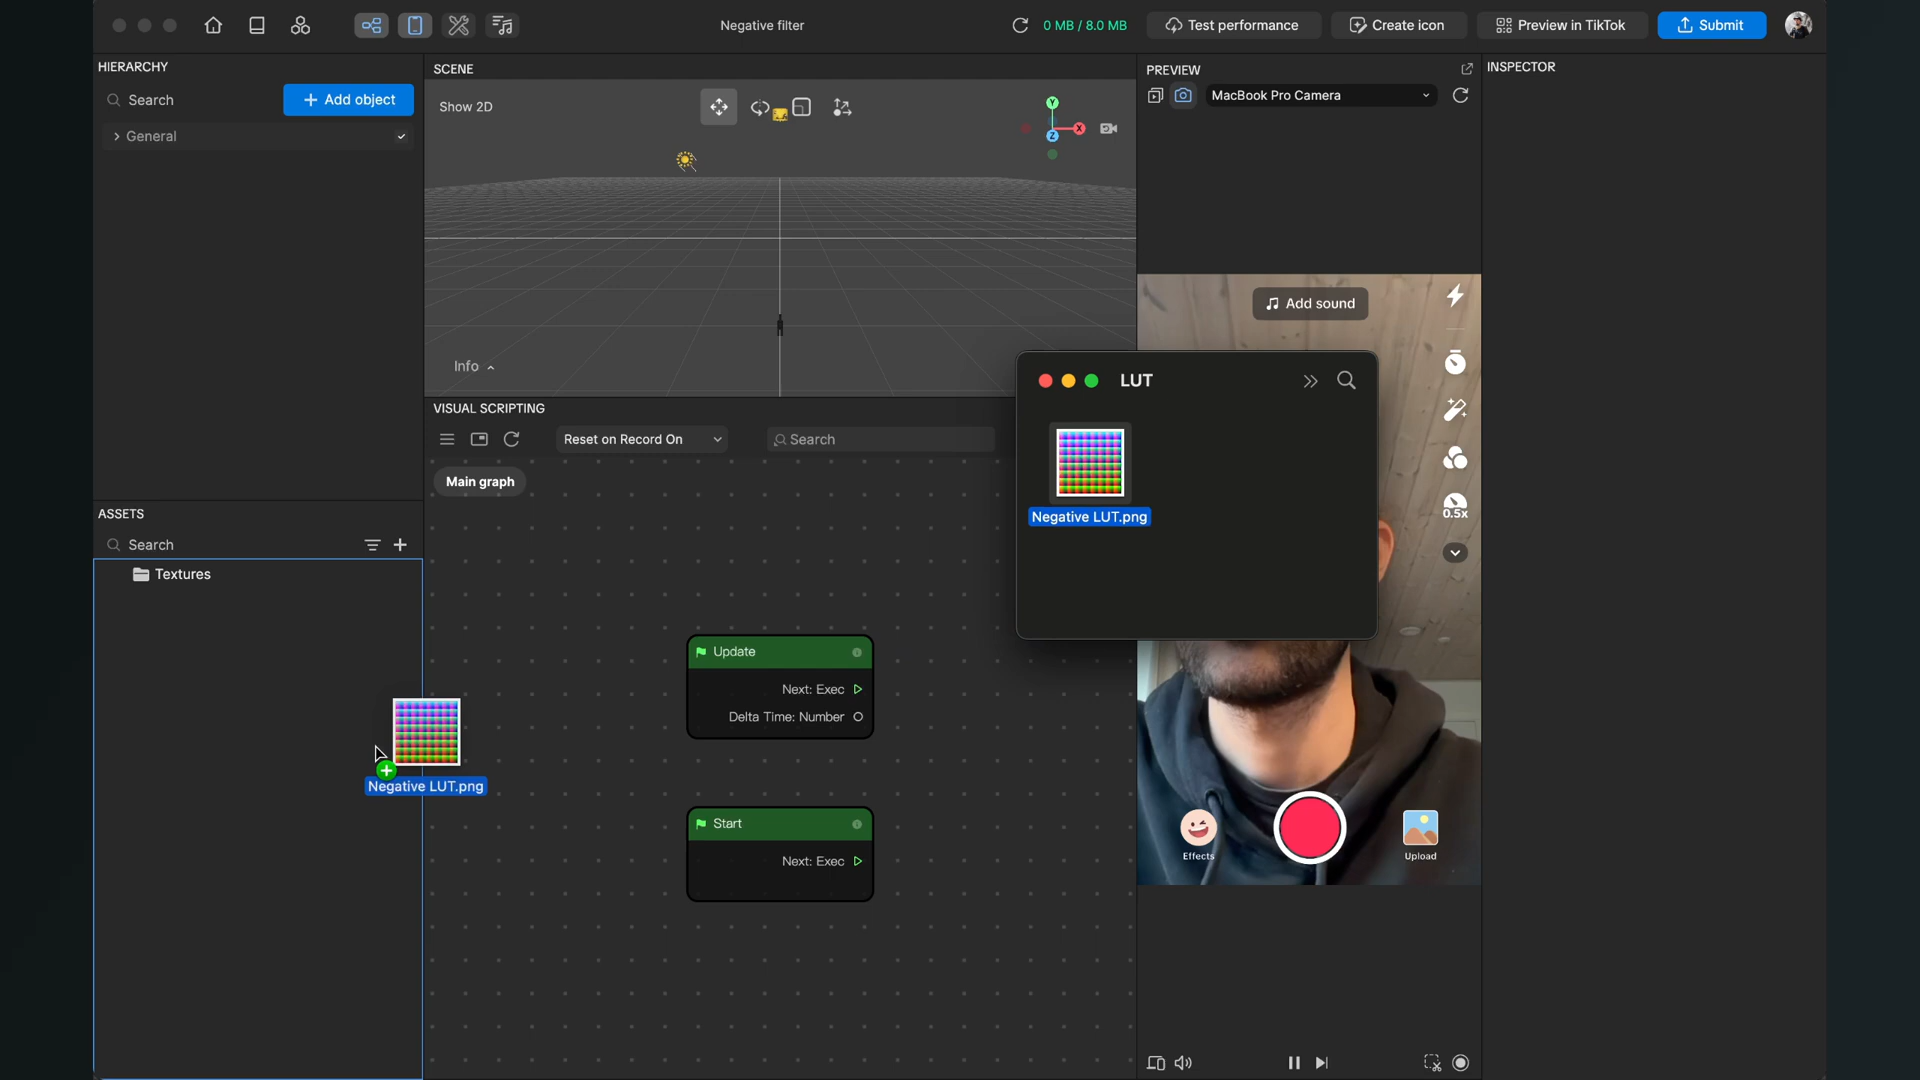 Negative filter
0 MB / 8.0 MB
Test performance
Create icon
Preview in TikTok
Submit
HIERARCHY
Search
Add object
General
SCENE
Show 2D
Y
X
Z
Info
PREVIEW
MacBook Pro Camera
INSPECTOR
Add sound
0.5x
Effects
Upload
LUT
Negative LUT.png
VISUAL SCRIPTING
Reset on Record On
Search
Main graph
Update
Next: Exec
Delta Time: Number
Start
Next: Exec
ASSETS
Search
Textures
Negative LUT.png